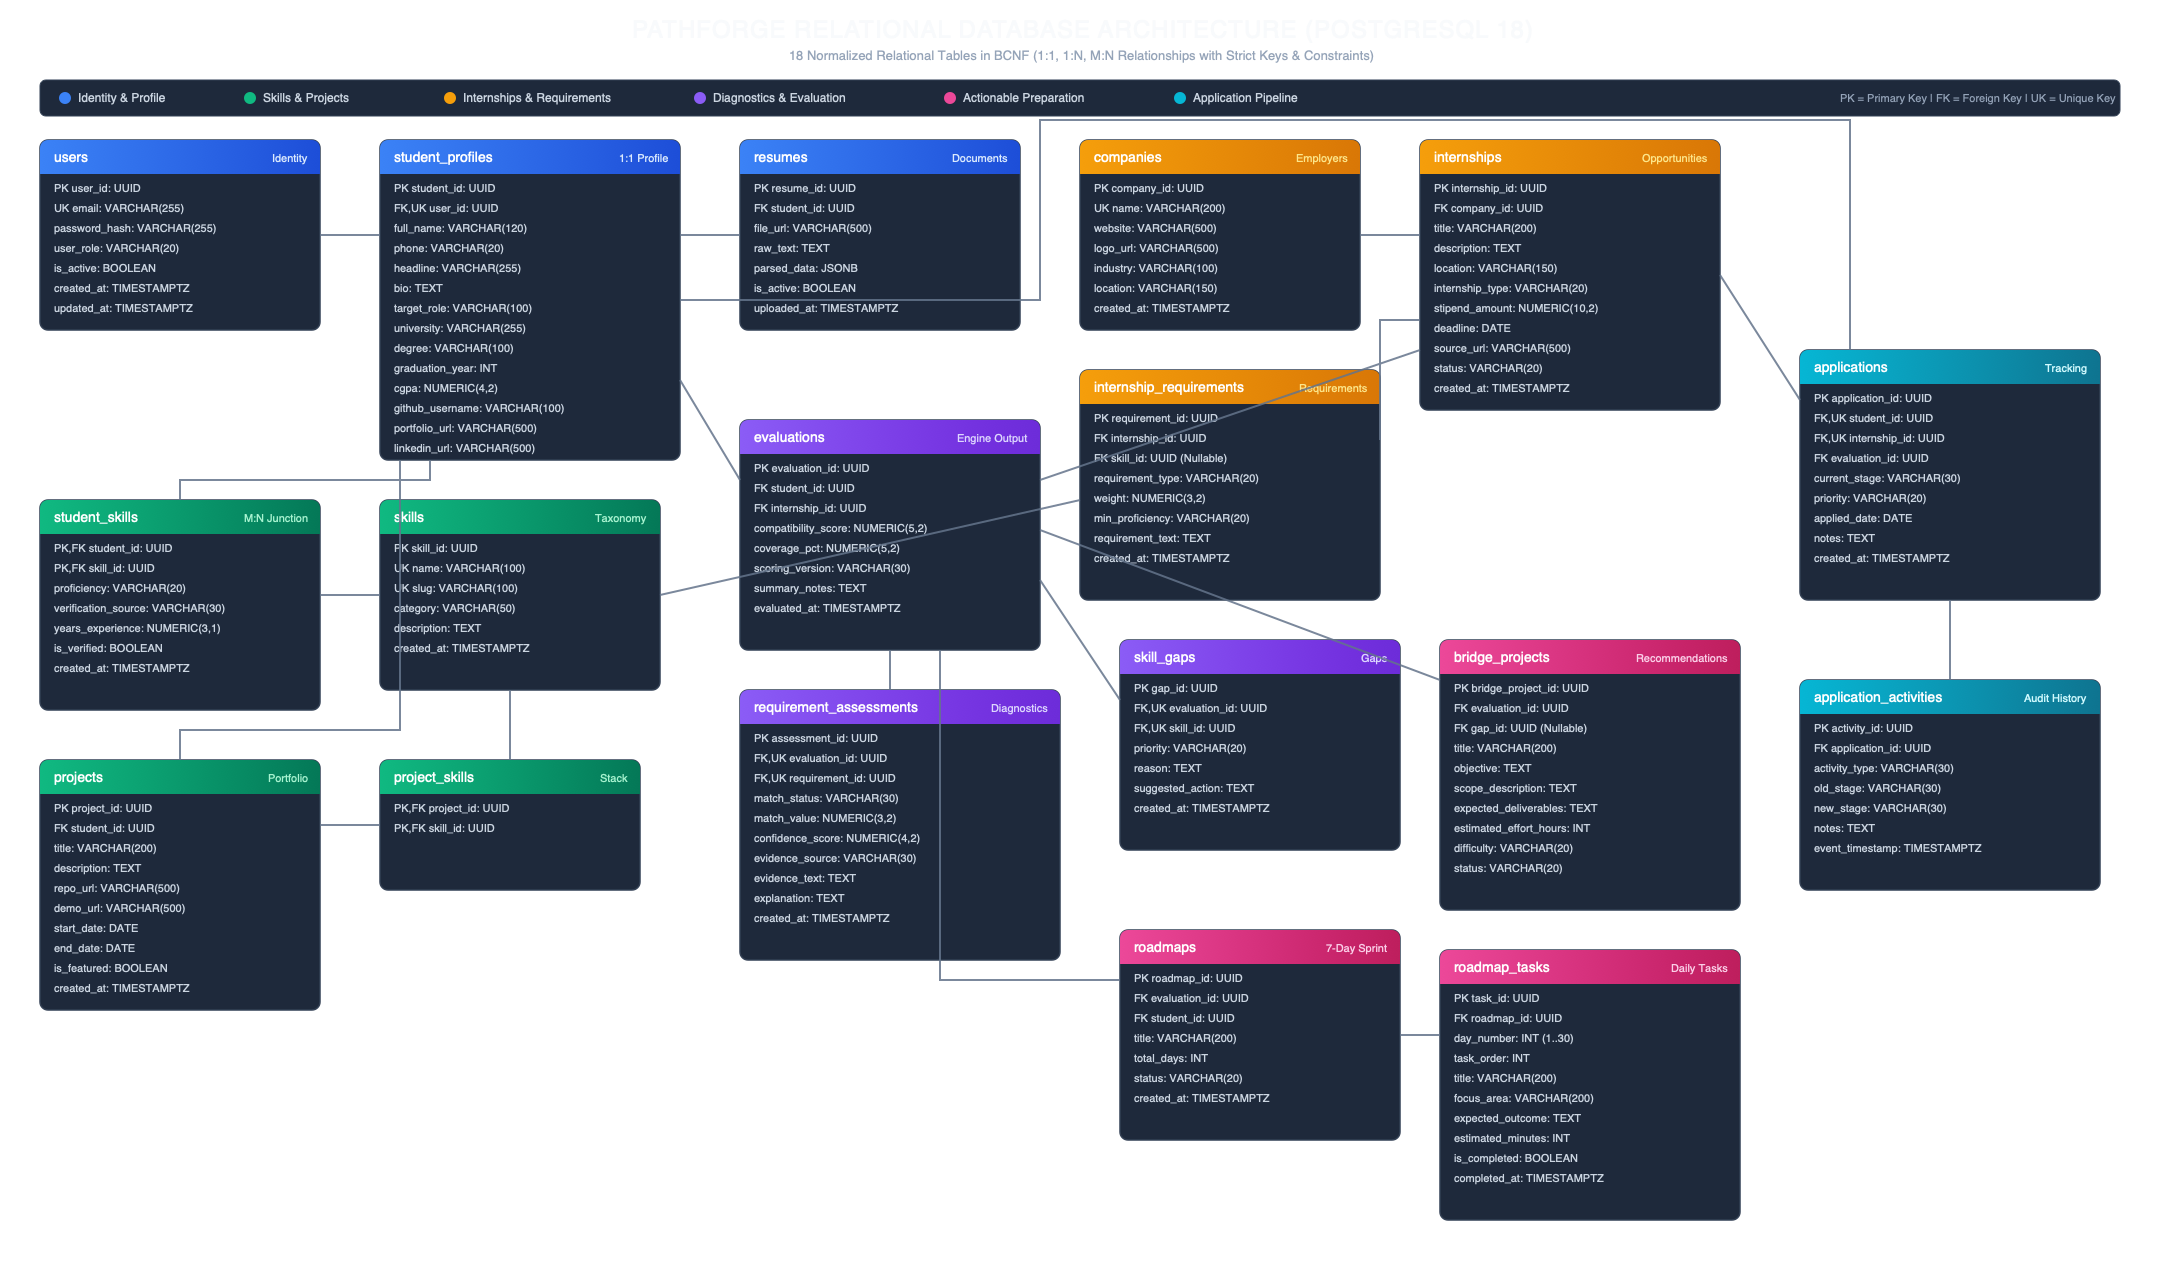 PATHFORGE RELATIONAL DATABASE ARCHITECTURE (POSTGRESQL 18)
18 Normalized Relational Tables in BCNF (1:1, 1:N, M:N Relationships with Strict Keys & Constraints)
Identity & Profile
Skills & Projects
Internships & Requirements
Diagnostics & Evaluation
Actionable Preparation
Application Pipeline
PK = Primary Key | FK = Foreign Key | UK = Unique Key
users
Identity
PK user_id: UUID
UK email: VARCHAR(255)
password_hash: VARCHAR(255)
user_role: VARCHAR(20)
is_active: BOOLEAN
created_at: TIMESTAMPTZ
updated_at: TIMESTAMPTZ
student_profiles
1:1 Profile
PK student_id: UUID
FK,UK user_id: UUID
full_name: VARCHAR(120)
phone: VARCHAR(20)
headline: VARCHAR(255)
bio: TEXT
target_role: VARCHAR(100)
university: VARCHAR(255)
degree: VARCHAR(100)
graduation_year: INT
cgpa: NUMERIC(4,2)
github_username: VARCHAR(100)
portfolio_url: VARCHAR(500)
linkedin_url: VARCHAR(500)
resumes
Documents
PK resume_id: UUID
FK student_id: UUID
file_url: VARCHAR(500)
raw_text: TEXT
parsed_data: JSONB
is_active: BOOLEAN
uploaded_at: TIMESTAMPTZ
companies
Employers
PK company_id: UUID
UK name: VARCHAR(200)
website: VARCHAR(500)
logo_url: VARCHAR(500)
industry: VARCHAR(100)
location: VARCHAR(150)
created_at: TIMESTAMPTZ
internships
Opportunities
PK internship_id: UUID
FK company_id: UUID
title: VARCHAR(200)
description: TEXT
location: VARCHAR(150)
internship_type: VARCHAR(20)
stipend_amount: NUMERIC(10,2)
deadline: DATE
source_url: VARCHAR(500)
status: VARCHAR(20)
created_at: TIMESTAMPTZ
applications
Tracking
PK application_id: UUID
FK,UK student_id: UUID
FK,UK internship_id: UUID
FK evaluation_id: UUID
current_stage: VARCHAR(30)
priority: VARCHAR(20)
applied_date: DATE
notes: TEXT
created_at: TIMESTAMPTZ
internship_requirements
Requirements
PK requirement_id: UUID
FK internship_id: UUID
FK skill_id: UUID (Nullable)
requirement_type: VARCHAR(20)
weight: NUMERIC(3,2)
min_proficiency: VARCHAR(20)
requirement_text: TEXT
created_at: TIMESTAMPTZ
evaluations
Engine Output
PK evaluation_id: UUID
FK student_id: UUID
FK internship_id: UUID
compatibility_score: NUMERIC(5,2)
coverage_pct: NUMERIC(5,2)
scoring_version: VARCHAR(30)
summary_notes: TEXT
evaluated_at: TIMESTAMPTZ
student_skills
M:N Junction
PK,FK student_id: UUID
PK,FK skill_id: UUID
proficiency: VARCHAR(20)
verification_source: VARCHAR(30)
years_experience: NUMERIC(3,1)
is_verified: BOOLEAN
created_at: TIMESTAMPTZ
skills
Taxonomy
PK skill_id: UUID
UK name: VARCHAR(100)
UK slug: VARCHAR(100)
category: VARCHAR(50)
description: TEXT
created_at: TIMESTAMPTZ
skill_gaps
Gaps
PK gap_id: UUID
FK,UK evaluation_id: UUID
FK,UK skill_id: UUID
priority: VARCHAR(20)
reason: TEXT
suggested_action: TEXT
created_at: TIMESTAMPTZ
bridge_projects
Recommendations
PK bridge_project_id: UUID
FK evaluation_id: UUID
FK gap_id: UUID (Nullable)
title: VARCHAR(200)
objective: TEXT
scope_description: TEXT
expected_deliverables: TEXT
estimated_effort_hours: INT
difficulty: VARCHAR(20)
status: VARCHAR(20)
application_activities
Audit History
PK activity_id: UUID
FK application_id: UUID
activity_type: VARCHAR(30)
old_stage: VARCHAR(30)
new_stage: VARCHAR(30)
notes: TEXT
event_timestamp: TIMESTAMPTZ
requirement_assessments
Diagnostics
PK assessment_id: UUID
FK,UK evaluation_id: UUID
FK,UK requirement_id: UUID
match_status: VARCHAR(30)
match_value: NUMERIC(3,2)
confidence_score: NUMERIC(4,2)
evidence_source: VARCHAR(30)
evidence_text: TEXT
explanation: TEXT
created_at: TIMESTAMPTZ
projects
Portfolio
PK project_id: UUID
FK student_id: UUID
title: VARCHAR(200)
description: TEXT
repo_url: VARCHAR(500)
demo_url: VARCHAR(500)
start_date: DATE
end_date: DATE
is_featured: BOOLEAN
created_at: TIMESTAMPTZ
project_skills
Stack
PK,FK project_id: UUID
PK,FK skill_id: UUID
roadmaps
7-Day Sprint
PK roadmap_id: UUID
FK evaluation_id: UUID
FK student_id: UUID
title: VARCHAR(200)
total_days: INT
status: VARCHAR(20)
created_at: TIMESTAMPTZ
roadmap_tasks
Daily Tasks
PK task_id: UUID
FK roadmap_id: UUID
day_number: INT (1..30)
task_order: INT
title: VARCHAR(200)
focus_area: VARCHAR(200)
expected_outcome: TEXT
estimated_minutes: INT
is_completed: BOOLEAN
completed_at: TIMESTAMPTZ